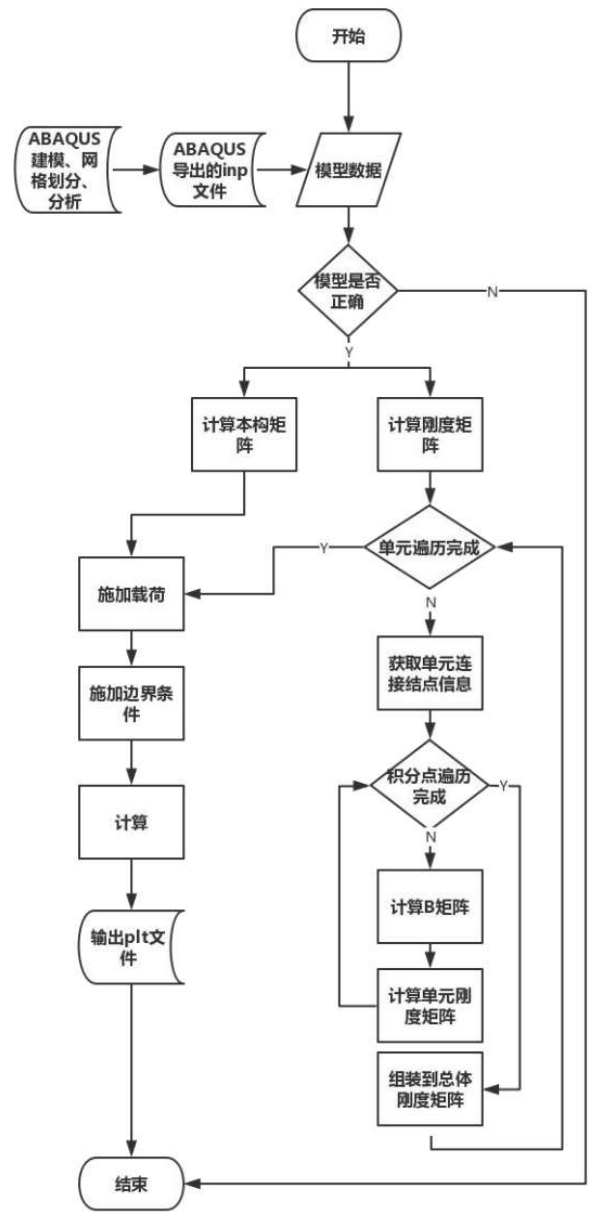 开始
ABAQUS
建模、网
格划分、
分析
ABAQUS
导出的inp
文件
模型数据
模型是否
正确
N
Y
计算本构矩
阵
计算刚度矩
阵
单元遍历完成
Y
施加载荷
N
获取单元连
接结点信息
施加边界条
件
积分点遍历
完成
Y
N
计算
计算B矩阵
输出plt文
件
计算单元刚
度矩阵
组装到总体
刚度矩阵
结束